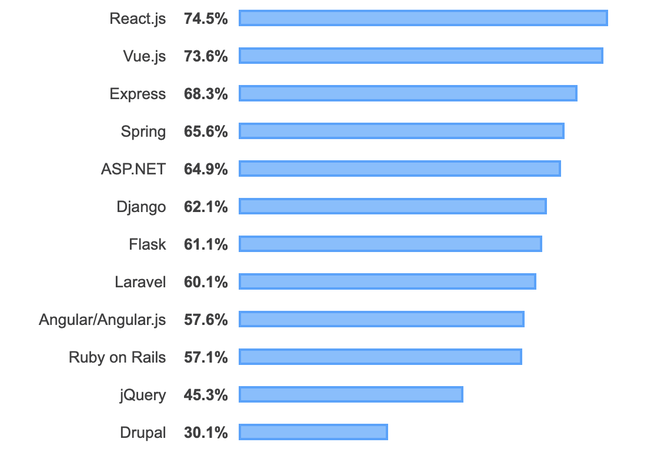 React.js 74.5%
Vue.js 73.6%
Express 68.3%
Spring 65.6%
ASP.NET 64.9%
Django 62.1%
Flask 61.1%
Laravel 60.1%
Angular/Angular.js 57.6%
Ruby on Rails 57.1%
jQuery 45.3%
Drupal 30.1%